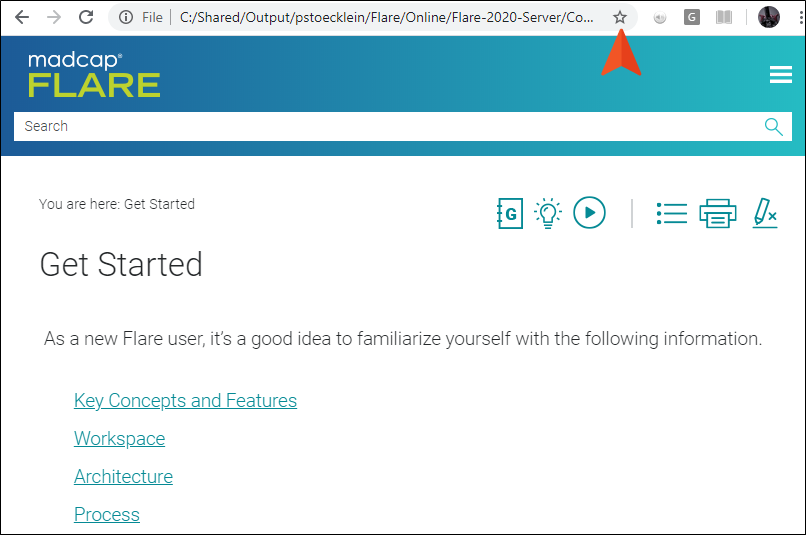 File | C:/Shared/Output/pstoecklein/Flare/Online/Flare-2020-Server/Co...
G
madcap®
FLARE
Search
You are here: Get Started
G
Get Started
As a new Flare user, it's a good idea to familiarize yourself with the following information.
Key Concepts and Features
Workspace
Architecture
Process